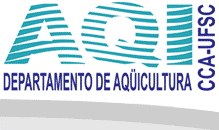 AQI
DEPARTAMENTO DE AQÜICULTURA
CCA-UFSC